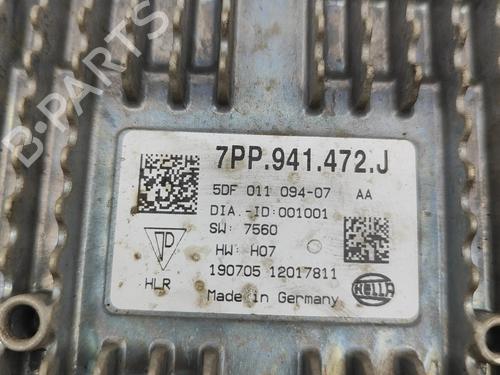 B-PARTS
7PP.941.472.J
5DF 011 094-07 AA
DIA.-ID:001001
SW: 7560
HW: H07
190705 12017811
HLR
Made in Germany
HELLA